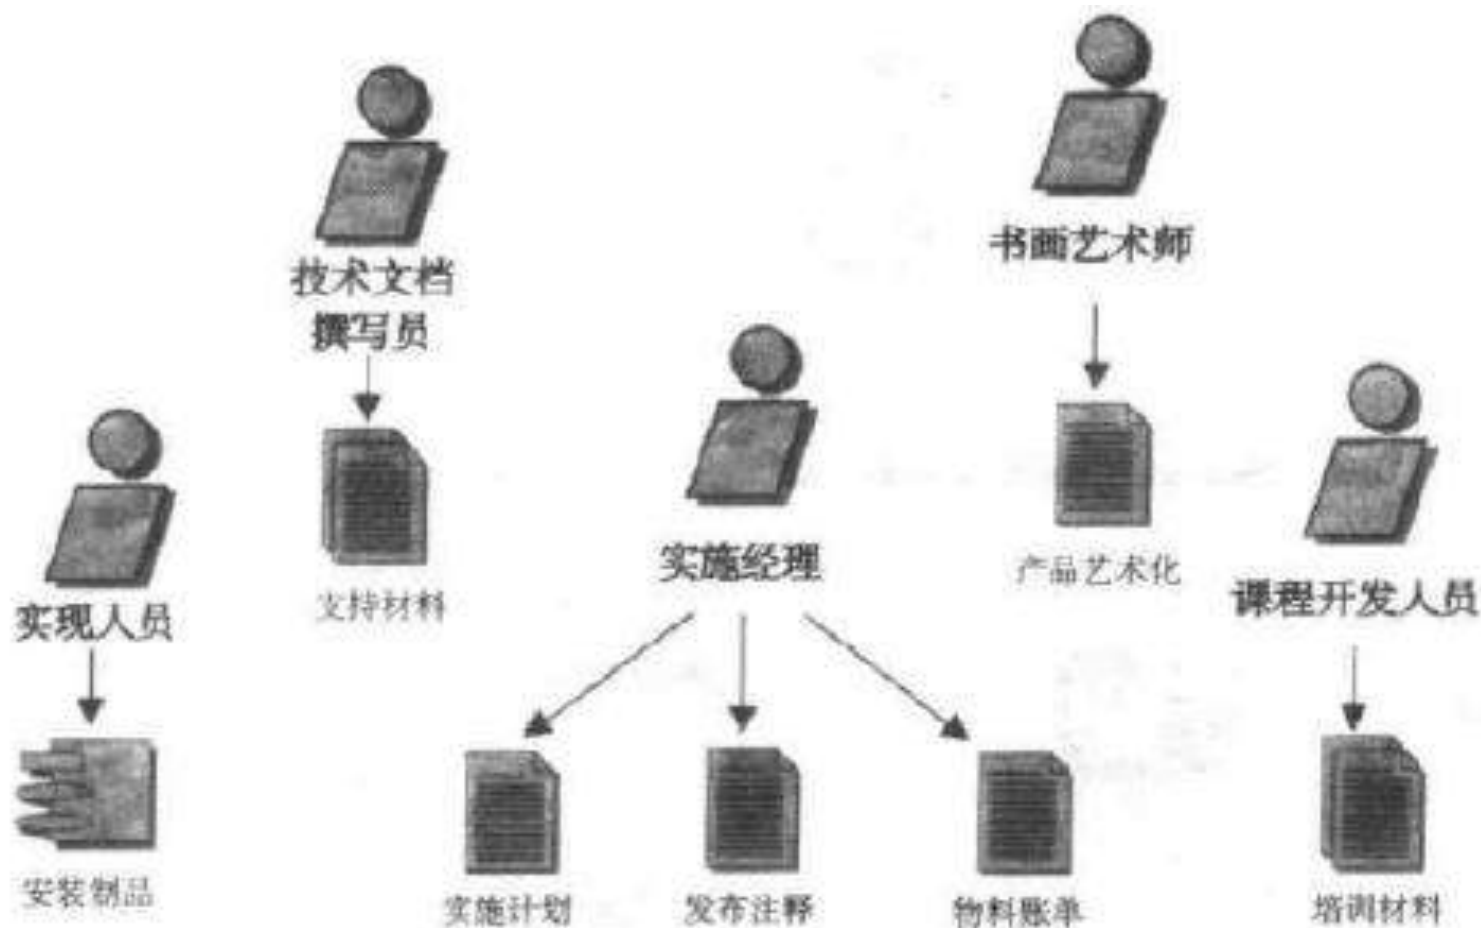 书画艺术师
技术文档
撰写员
实施经理
产品艺术化
课程开发人员
支持材料
实现人员
安装制品
实施计划
发布注释
物料账单
培训材料